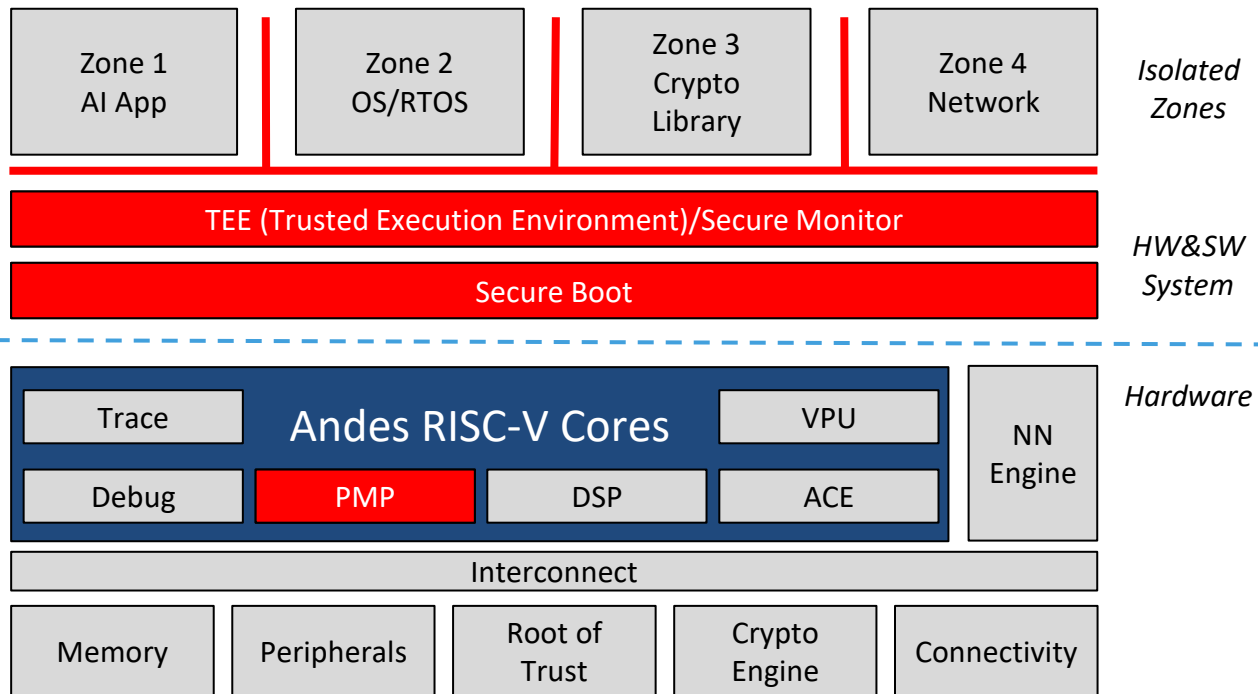 Zone 1
AI App
Zone 2
OS/RTOS
Zone 3
Crypto
Library
Zone 4
Network
Isolated
Zones
TEE (Trusted Execution Environment)/Secure Monitor
Secure Boot
HW&SW
System
Hardware
Trace
Andes RISC-V Cores
VPU
Debug
PMP
DSP
ACE
NN
Engine
Interconnect
Memory
Peripherals
Root of
Trust
Crypto
Engine
Connectivity